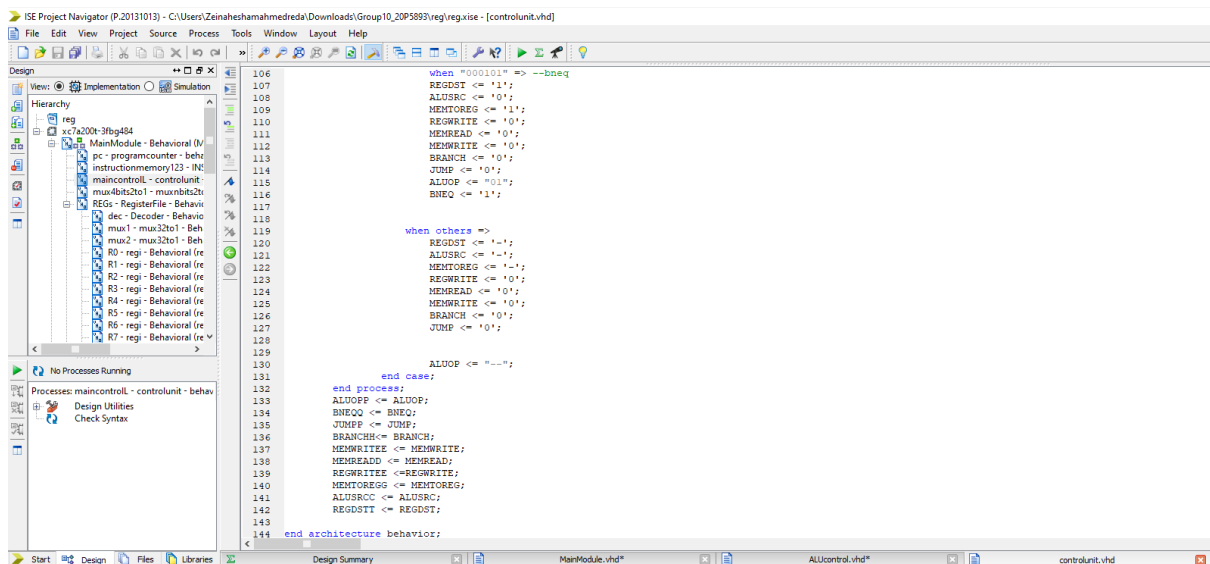 ISE Project Navigator (P.20131013) - C:\Users\Zeinaheshamahmedreda\Downloads\Group10_20P5893\reg\reg.xise - [controlunit.vhd]
File Edit View Project Source Process Tools Window Layout Help
Design
View: Implementation Simulation
Hierarchy
reg
xc7a200t-3fbg484
MainModule - Behavioral (M
pc - programcounter - beha
instructionmemory123 - INS
maincontrolL - controlunit -
mux4bits2to1 - muxnbits2to
REGs - RegisterFile - Behavio
dec - Decoder - Behavio
mux1 - mux32to1 - Beh
mux2 - mux32to1 - Beh
R0 - regi - Behavioral (re
R1 - regi - Behavioral (re
R2 - regi - Behavioral (re
R3 - regi - Behavioral (re
R4 - regi - Behavioral (re
R5 - regi - Behavioral (re
R6 - regi - Behavioral (re
R7 - regi - Behavioral (re
No Processes Running
Processes: maincontrolL - controlunit - behav
Design Utilities
Check Syntax
Start Design Files Libraries
106 when "000101" => --bneq
107 REGDST <= '1';
108 ALUSRC <= '0';
109 MEMTOREG <= '1';
110 REGWRITE <= '0';
111 MEMREAD <= '0';
112 MEMWRITE <= '0';
113 BRANCH <= '0';
114 JUMP <= '0';
115 ALUOP <= "01";
116 BNEQ <= '1';
117
118
119 when others =>
120 REGDST <= '-';
121 ALUSRC <= '-';
122 MEMTOREG <= '-';
123 REGWRITE <= '0';
124 MEMREAD <= '0';
125 MEMWRITE <= '0';
126 BRANCH <= '0';
127 JUMP <= '0';
128
129
130 ALUOP <= "--";
131 end case;
132 end process;
133 ALUOPP <= ALUOP;
134 BNEQQ <= BNEQ;
135 JUMPP <= JUMP;
136 BRANCHH<= BRANCH;
137 MEMWRITEE <= MEMWRITE;
138 MEMREADD <= MEMREAD;
139 REGWRITEE <=REGWRITE;
140 MEMTOREGG <= MEMTOREG;
141 ALUSRCC <= ALUSRC;
142 REGDSTT <= REGDST;
143
144 end architecture behavior;
Design Summary MainModule.vhd* ALUcontrol.vhd* controlunit.vhd